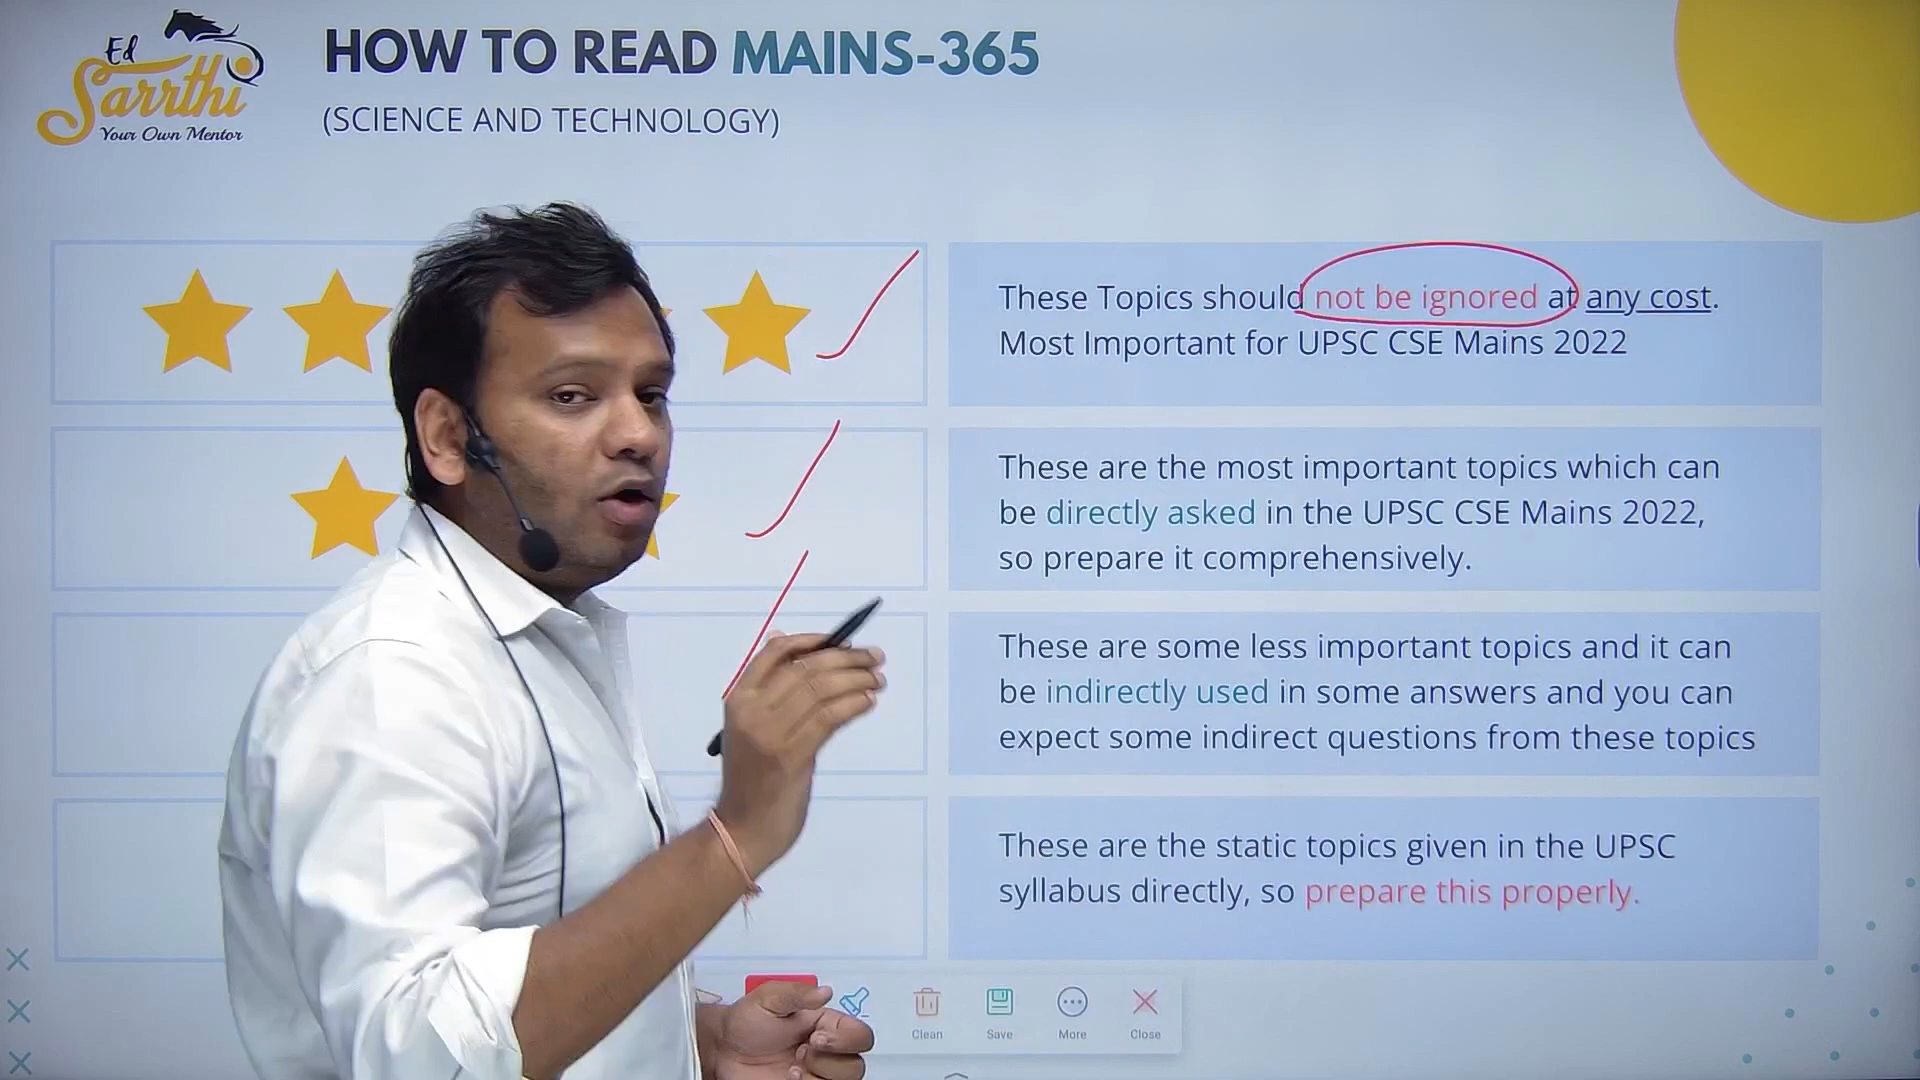 Ed
Sarrthi
Your Own Mentor
HOW TO READ MAINS-365
(SCIENCE AND TECHNOLOGY)
These Topics should not be ignored at any cost.
Most Important for UPSC CSE Mains 2022
These are the most important topics which can
be directly asked in the UPSC CSE Mains 2022,
so prepare it comprehensively.
These are some less important topics and it can
be indirectly used in some answers and you can
expect some indirect questions from these topics
These are the static topics given in the UPSC
syllabus directly, so prepare this properly.
Clean
Save
More
Close